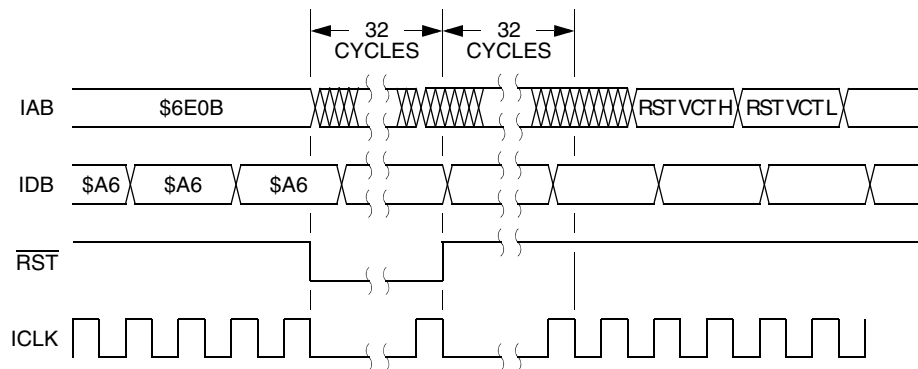 32
CYCLES
32
CYCLES
IAB
$6E0B
RST VCT H
RST VCT L
IDB
$A6
$A6
$A6
RST
ICLK